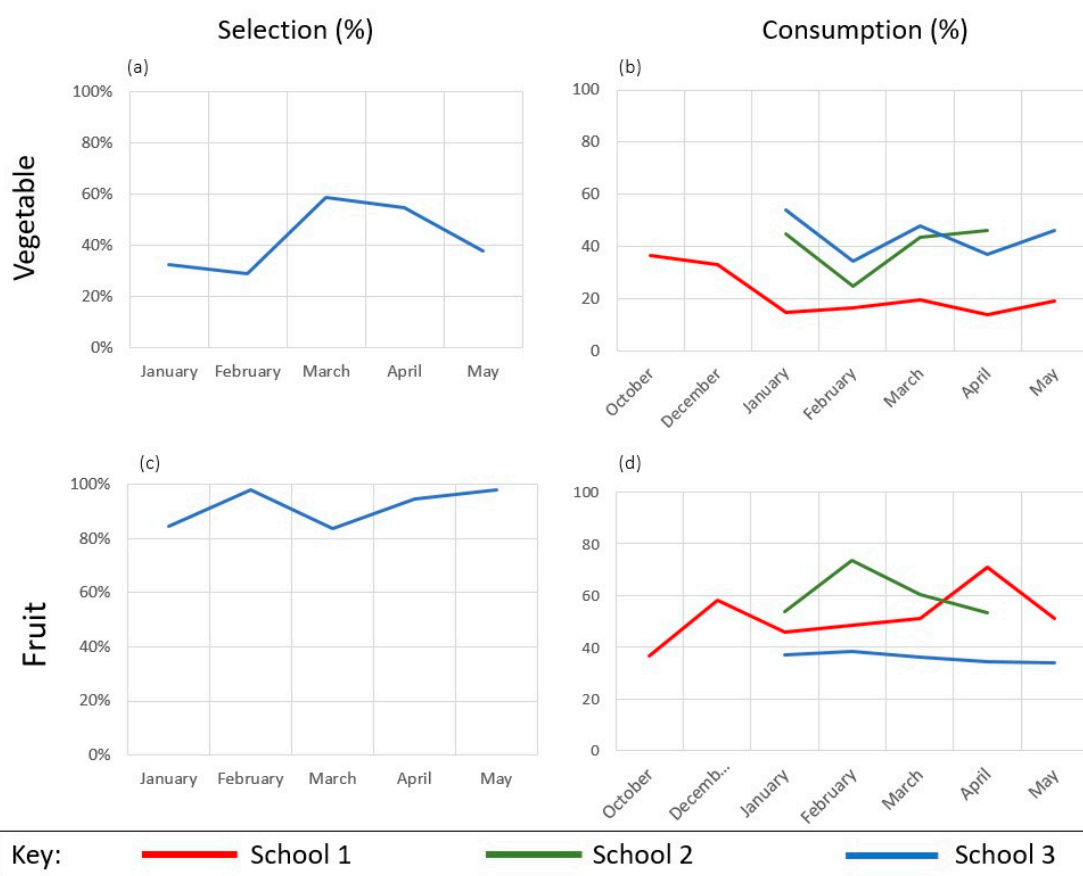 Selection (%)
Consumption (%)
Vegetable
(a)
100%
80%
60%
40%
20%
0%
January February March April May
(b)
100
80
60
40
20
0
October December January February March April May
Fruit
(c)
100%
80%
60%
40%
20%
0%
January February March April May
(d)
100
80
60
40
20
0
October Decemb... January February March April May
Key: School 1 School 2 School 3